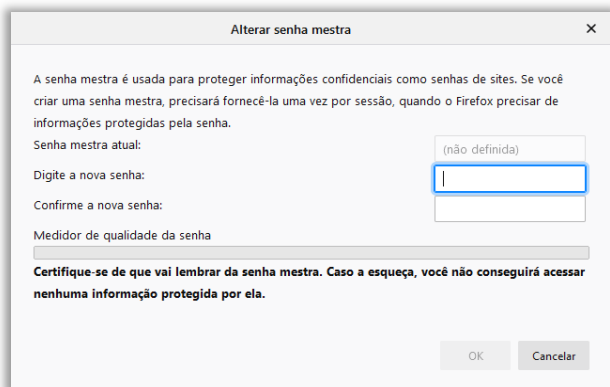 Alterar senha mestra
A senha mestra é usada para proteger informações confidenciais como senhas de sites. Se você
criar uma senha mestra, precisará fornecê-la uma vez por sessão, quando o Firefox precisar de
informações protegidas pela senha.
Senha mestra atual:
(não definida)
Digite a nova senha:
Confirme a nova senha:
Medidor de qualidade da senha
Certifique-se de que vai lembrar da senha mestra. Caso a esqueça, você não conseguirá acessar
nenhuma informação protegida por ela.
OK
Cancelar